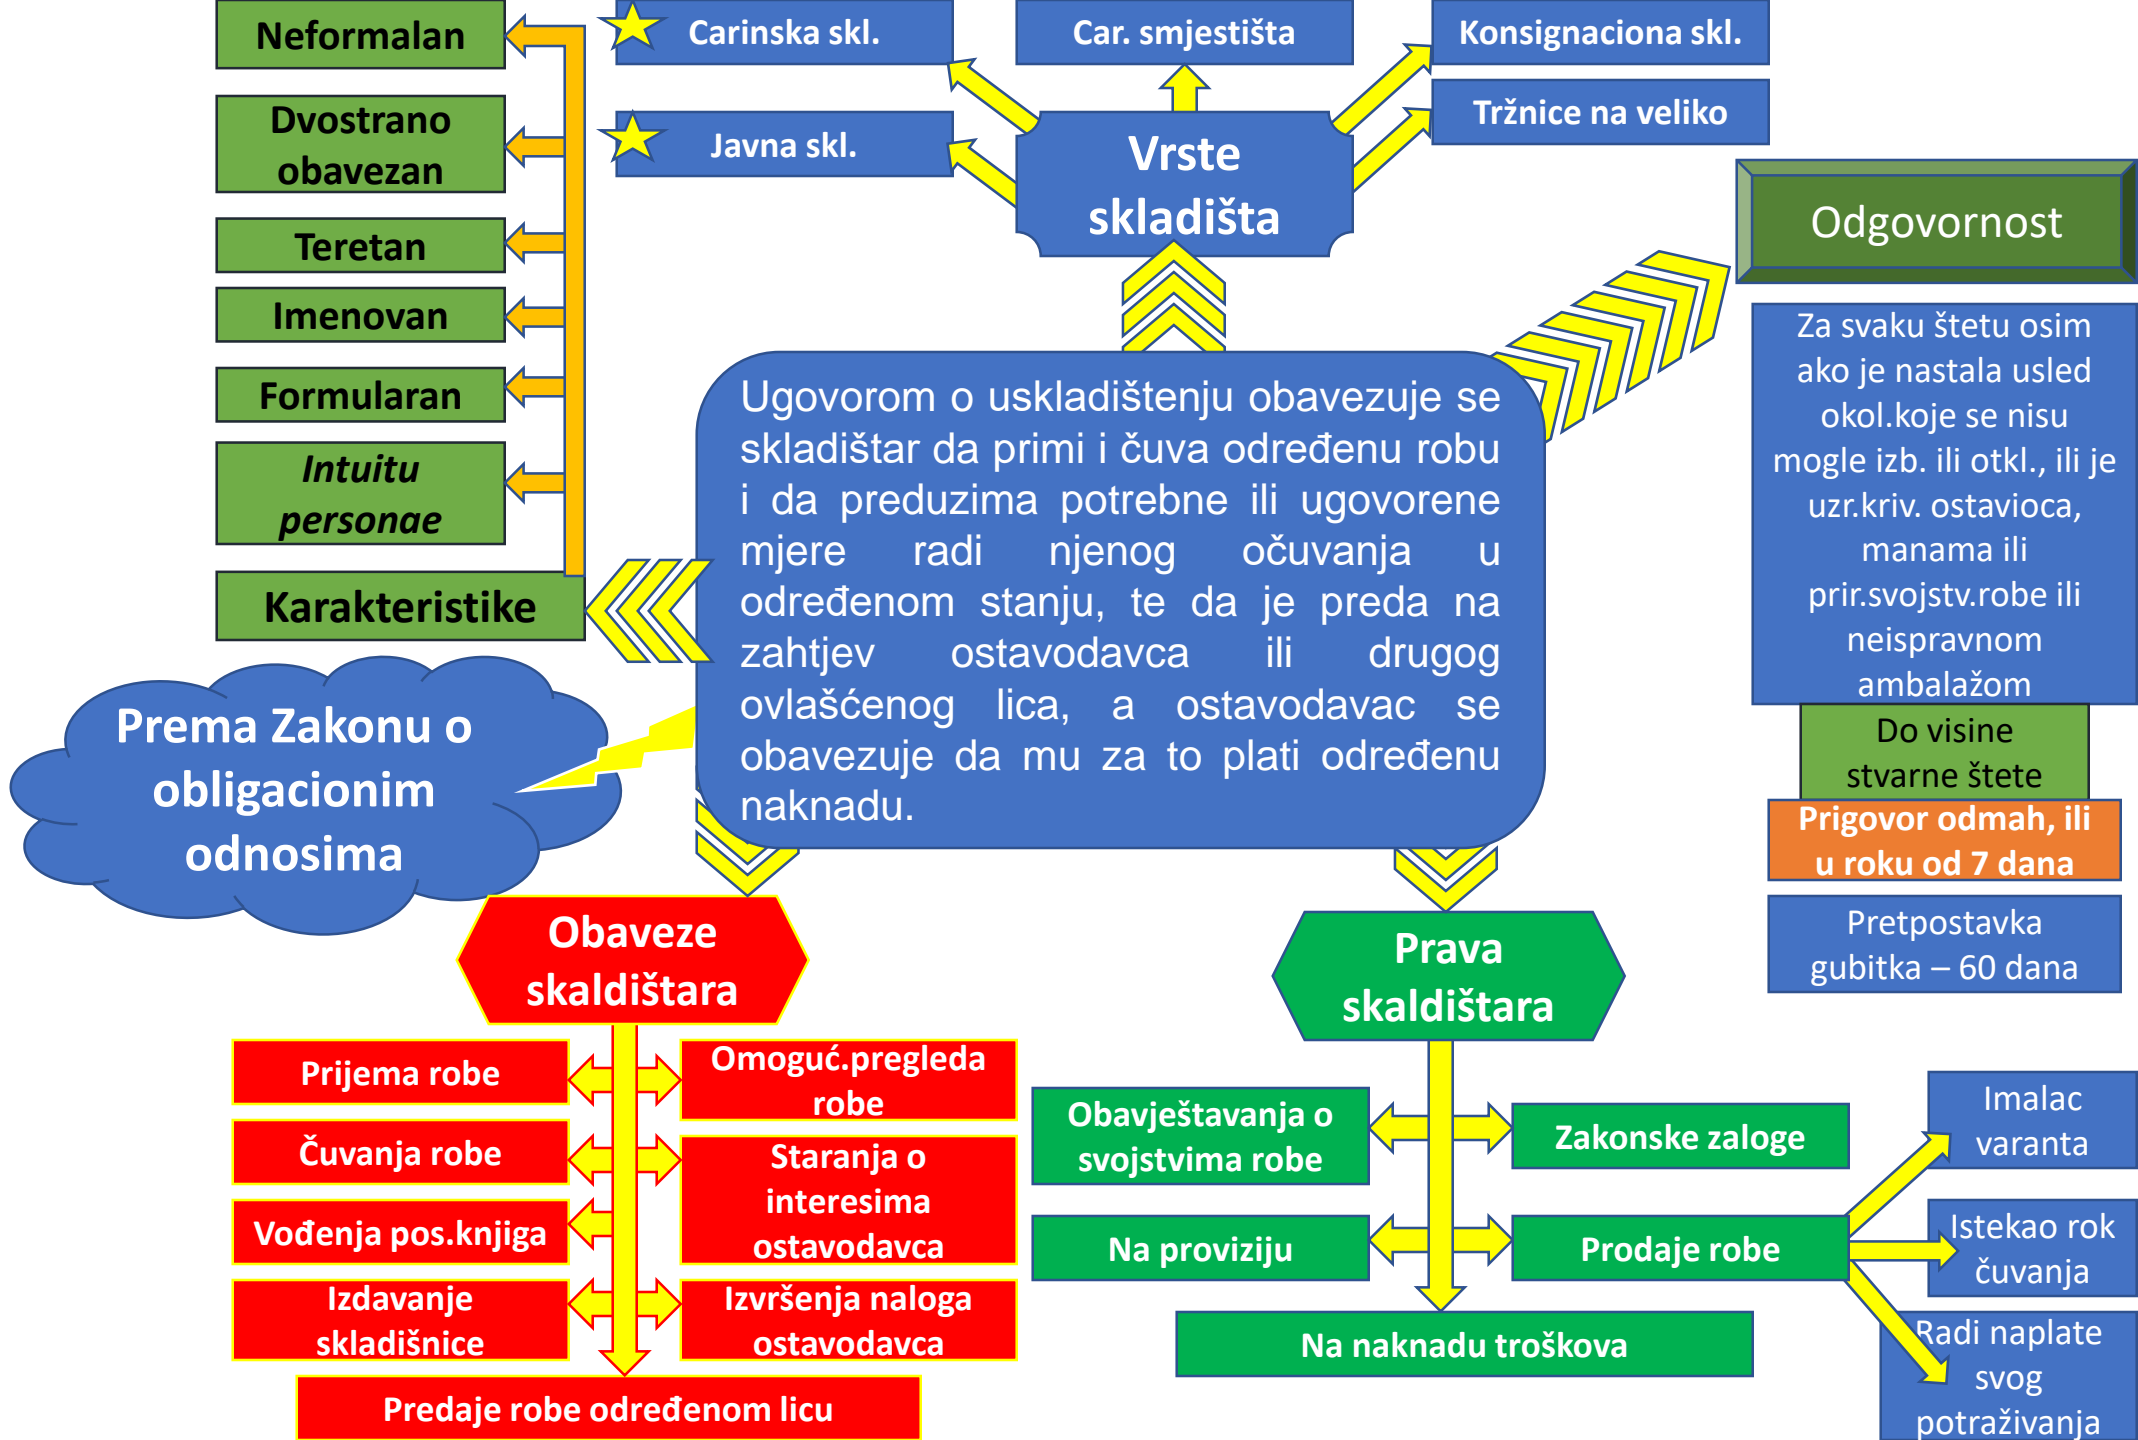 Neformalan
Dvostrano
obavezan
Teretan
Imenovan
Formularan
Intuitu
personae
Karakteristike
Carinska skl.
Javna skl.
Car. smjestišta
Konsignaciona skl.
Tržnice na veliko
Vrste
skladišta
Odgovornost
Za svaku štetu osim
ako je nastala usled
okol.koje se nisu
mogle izb. ili otkl., ili je
uzr.kriv. ostavioca,
manama ili
prir.svojstv.robe ili
neispravnom
ambalažom
Do visine
stvarne štete
Prigovor odmah, ili
u roku od 7 dana
Pretpostavka
gubitka – 60 dana
Ugovorom o uskladištenju obavezuje se
skladištar da primi i čuva određenu robu
i da preduzima potrebne ili ugovorene
mjere radi njenog očuvanja u
određenom stanju, te da je preda na
zahtjev ostavodavca ili drugog
ovlašćenog lica, a ostavodavac se
obavezuje da mu za to plati određenu
naknadu.
Prema Zakonu o
obligacionim
odnosima
Obaveze
skaldištara
Prijema robe
Čuvanja robe
Vođenja pos.knjiga
Izdavanje
skladišnice
Omoguć.pregleda
robe
Staranja o
interesima
ostavodavca
Izvršenja naloga
ostavodavca
Predaje robe određenom licu
Prava
skaldištara
Obavještavanja o
svojstvima robe
Na proviziju
Zakonske zaloge
Prodaje robe
Na naknadu troškova
Imalac
varanta
Istekao rok
čuvanja
Radi naplate
svog
potraživanja